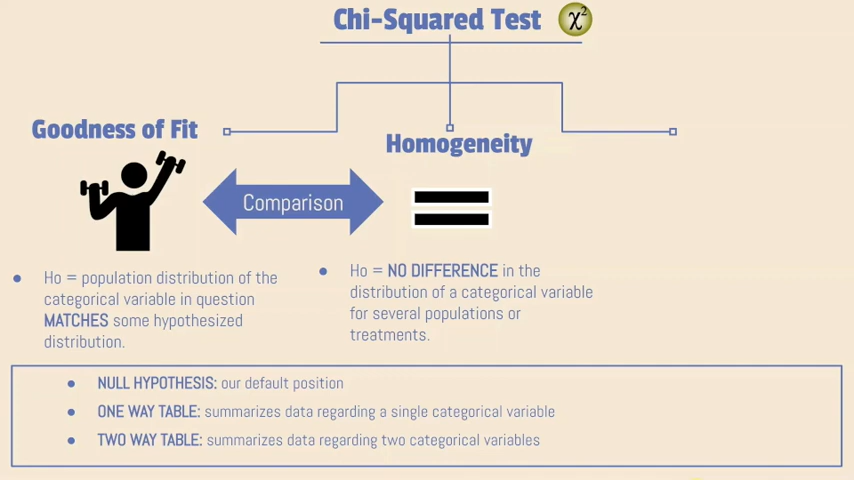 Chi-Squared Test χ²
Goodness of Fit
Homogeneity
Comparison
● Ho = population distribution of the
categorical variable in question
MATCHES some hypothesized
distribution.
● Ho = NO DIFFERENCE in the
distribution of a categorical variable
for several populations or
treatments.
● NULL HYPOTHESIS: our default position
● ONE WAY TABLE: summarizes data regarding a single categorical variable
● TWO WAY TABLE: summarizes data regarding two categorical variables